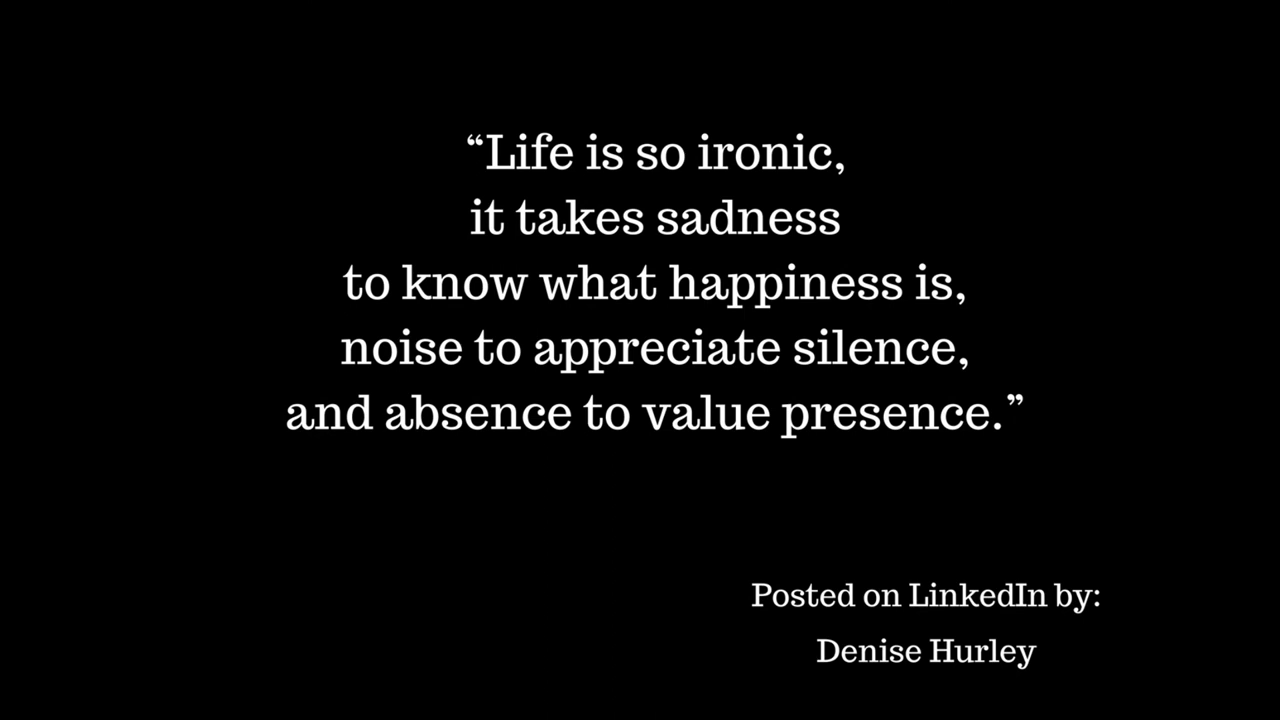 “Life is so ironic,
it takes sadness
to know what happiness is,
noise to appreciate silence,
and absence to value presence.”
Posted on LinkedIn by:
Denise Hurley